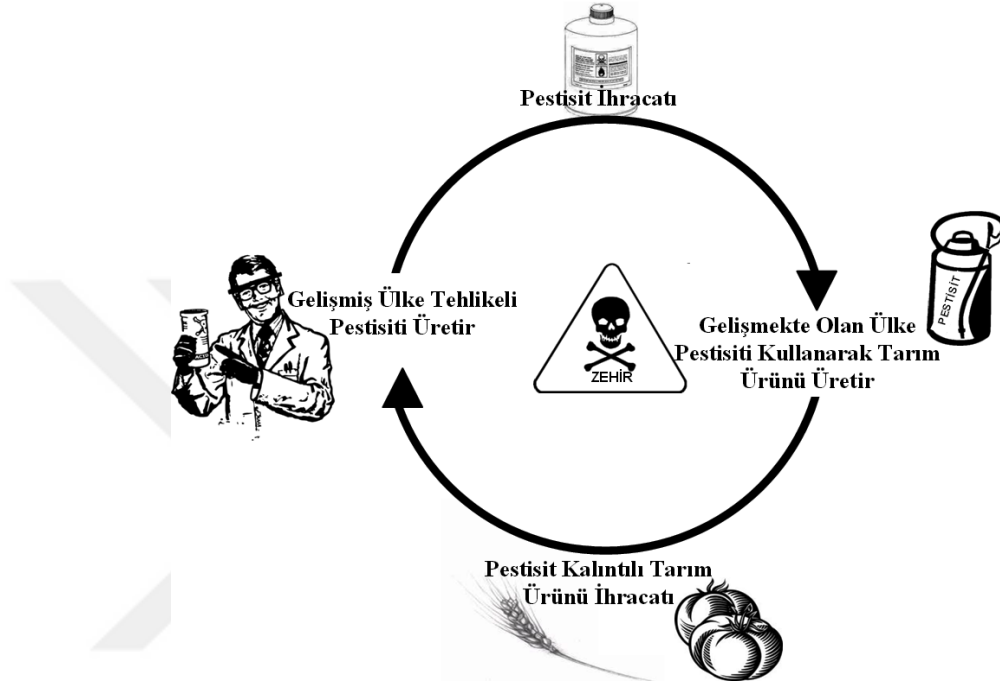 Pestisit İhracatı
Gelişmiş Ülke Tehlikeli
Pestisiti Üretir
ZEHİR
PESTİSİT
Gelişmekte Olan Ülke
Pestisiti Kullanarak Tarım
Ürünü Üretir
Pestisit Kalıntılı Tarım
Ürünü İhracatı